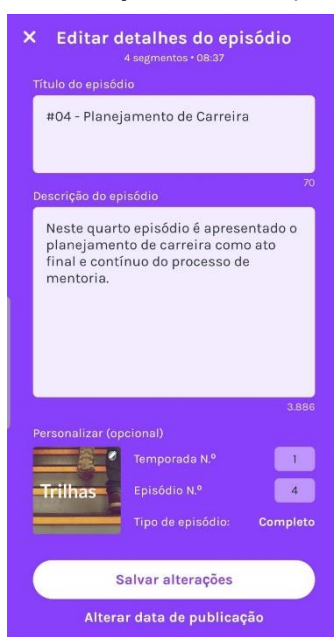 × Editar detalhes do episódio
4 segmentos • 08:37
Título do episódio
#04 - Planejamento de Carreira
70
Descrição do episódio
Neste quarto episódio é apresentado o
planejamento de carreira como ato
final e contínuo do processo de
mentoria.
3.886
Personalizar (opcional)
Trilhas
Temporada N.º 1
Episódio N.º 4
Tipo de episódio: Completo
Salvar alterações
Alterar data de publicação